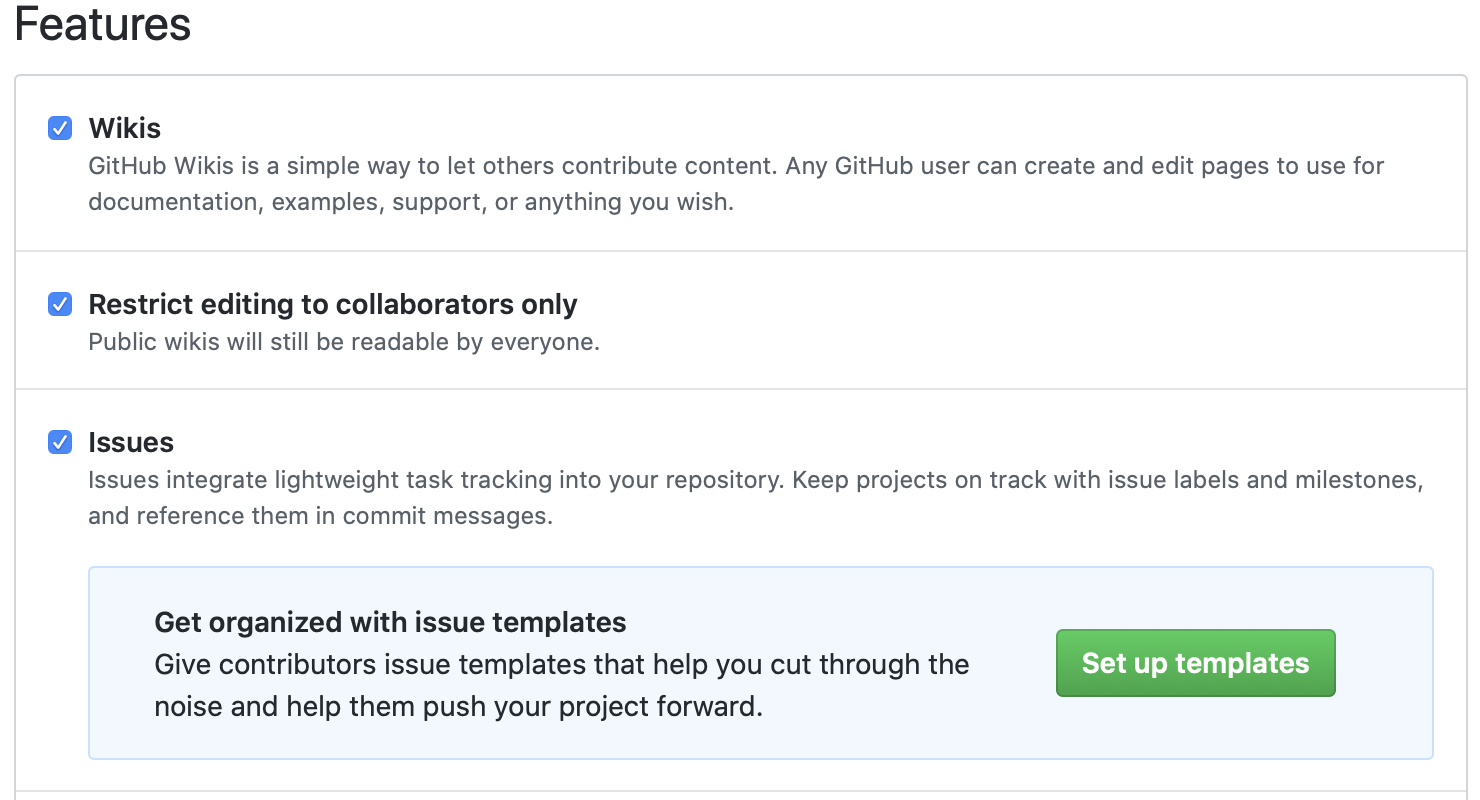 Features
Wikis
GitHub Wikis is a simple way to let others contribute content. Any GitHub user can create and edit pages to use for
documentation, examples, support, or anything you wish.
Restrict editing to collaborators only
Public wikis will still be readable by everyone.
Issues
Issues integrate lightweight task tracking into your repository. Keep projects on track with issue labels and milestones,
and reference them in commit messages.
Get organized with issue templates
Give contributors issue templates that help you cut through the
noise and help them push your project forward.
Set up templates